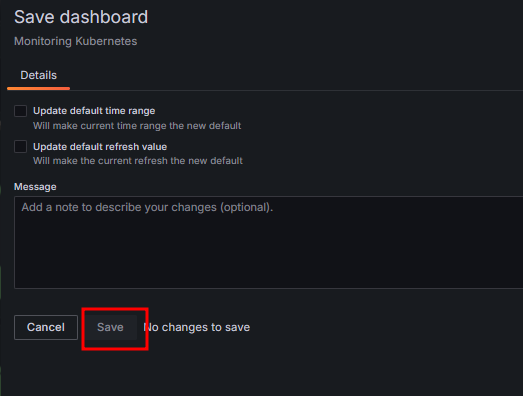 Save dashboard
Monitoring Kubernetes
Details
Update default time range
Will make current time range the new default
Update default refresh value
Will make the current refresh the new default
Message
Add a note to describe your changes (optional).
Cancel Save No changes to save